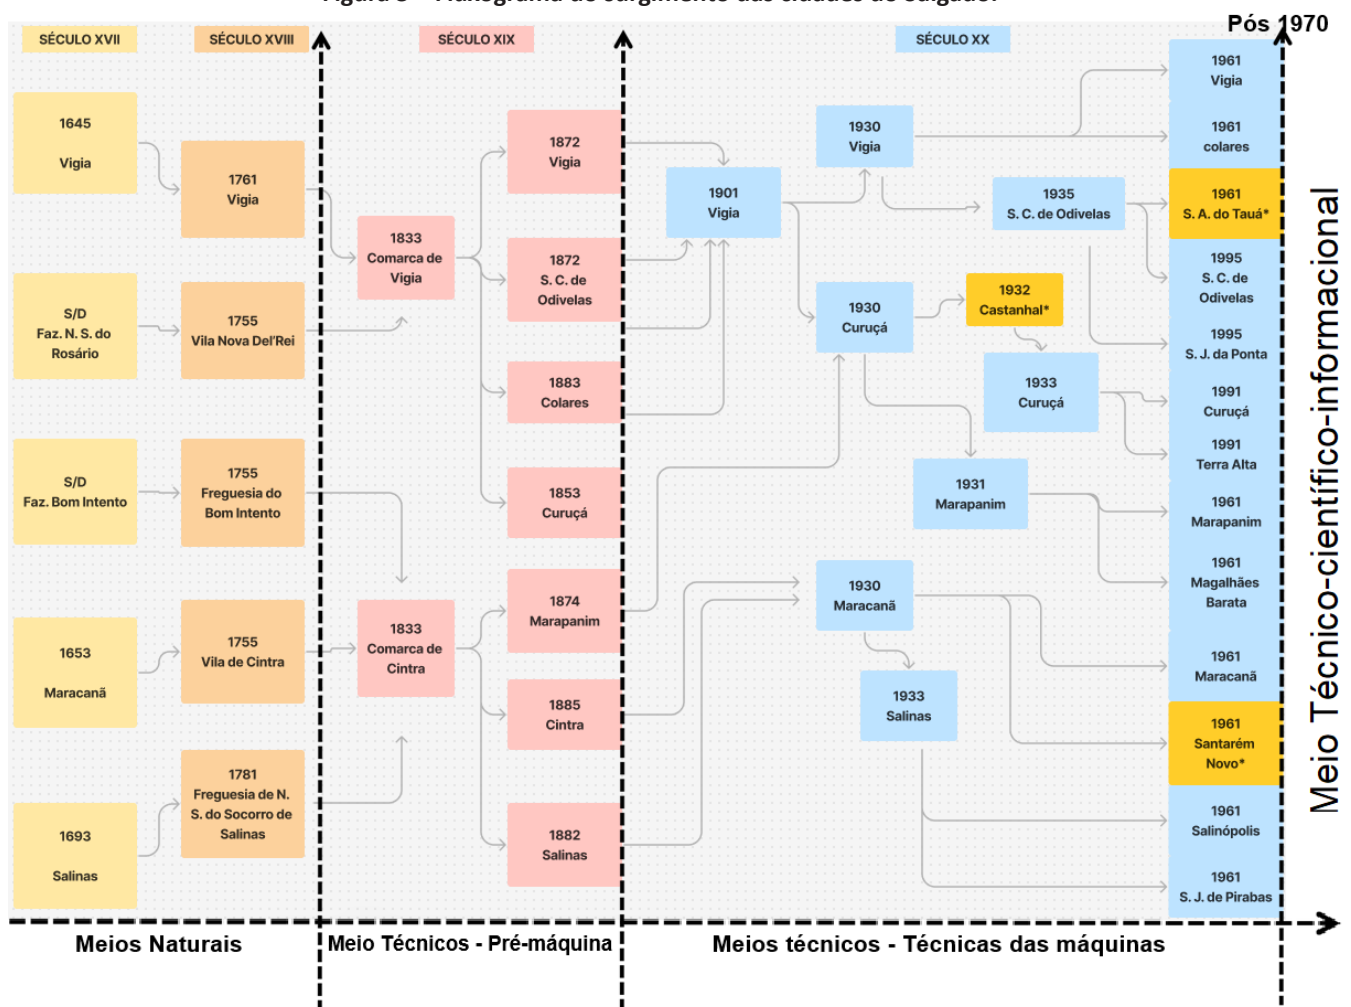 Pós 1970
SÉCULO XVII
SÉCULO XVIII
SÉCULO XIX
SÉCULO XX
1645
Vigia
S/D
Faz. N. S. do
Rosário
S/D
Faz. Bom Intento
1653
Maracanã
1693
Salinas
1761
Vigia
1755
Vila Nova Del'Rei
1755
Freguesia do
Bom Intento
1755
Vila de Cintra
1781
Freguesia de N.
S. do Socorro de
Salinas
1833
Comarca de
Vigia
1833
Comarca de
Cintra
1872
Vigia
1872
S. C. de
Odivelas
1883
Colares
1853
Curuçá
1874
Marapanim
1885
Cintra
1882
Salinas
1901
Vigia
1930
Vigia
1935
S. C. de Odivelas
1930
Curuçá
1932
Castanhal*
1933
Curuçá
1931
Marapanim
1930
Maracanã
1933
Salinas
1961
Vigia
1961
colares
1961
S. A. do Tauá*
1995
S. C. de
Odivelas
1995
S. J. da Ponta
1991
Curuçá
1991
Terra Alta
1961
Marapanim
1961
Magalhães
Barata
1961
Maracanã
1961
Santarém
Novo*
1961
Salinópolis
1961
S. J. de Pirabas
Meio Técnico-científico-informacional
Meios Naturais
Meio Técnicos - Pré-máquina
Meios técnicos - Técnicas das máquinas